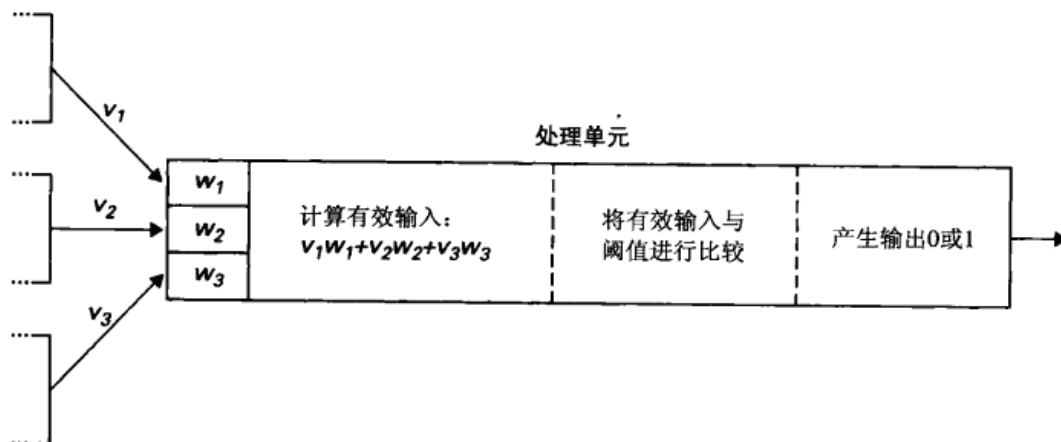 v₁
处理单元
w₁
v₂
w₂
w₃
v₃
计算有效输入：
v₁w₁+v₂w₂+v₃w₃
将有效输入与
阈值进行比较
产生输出0或1